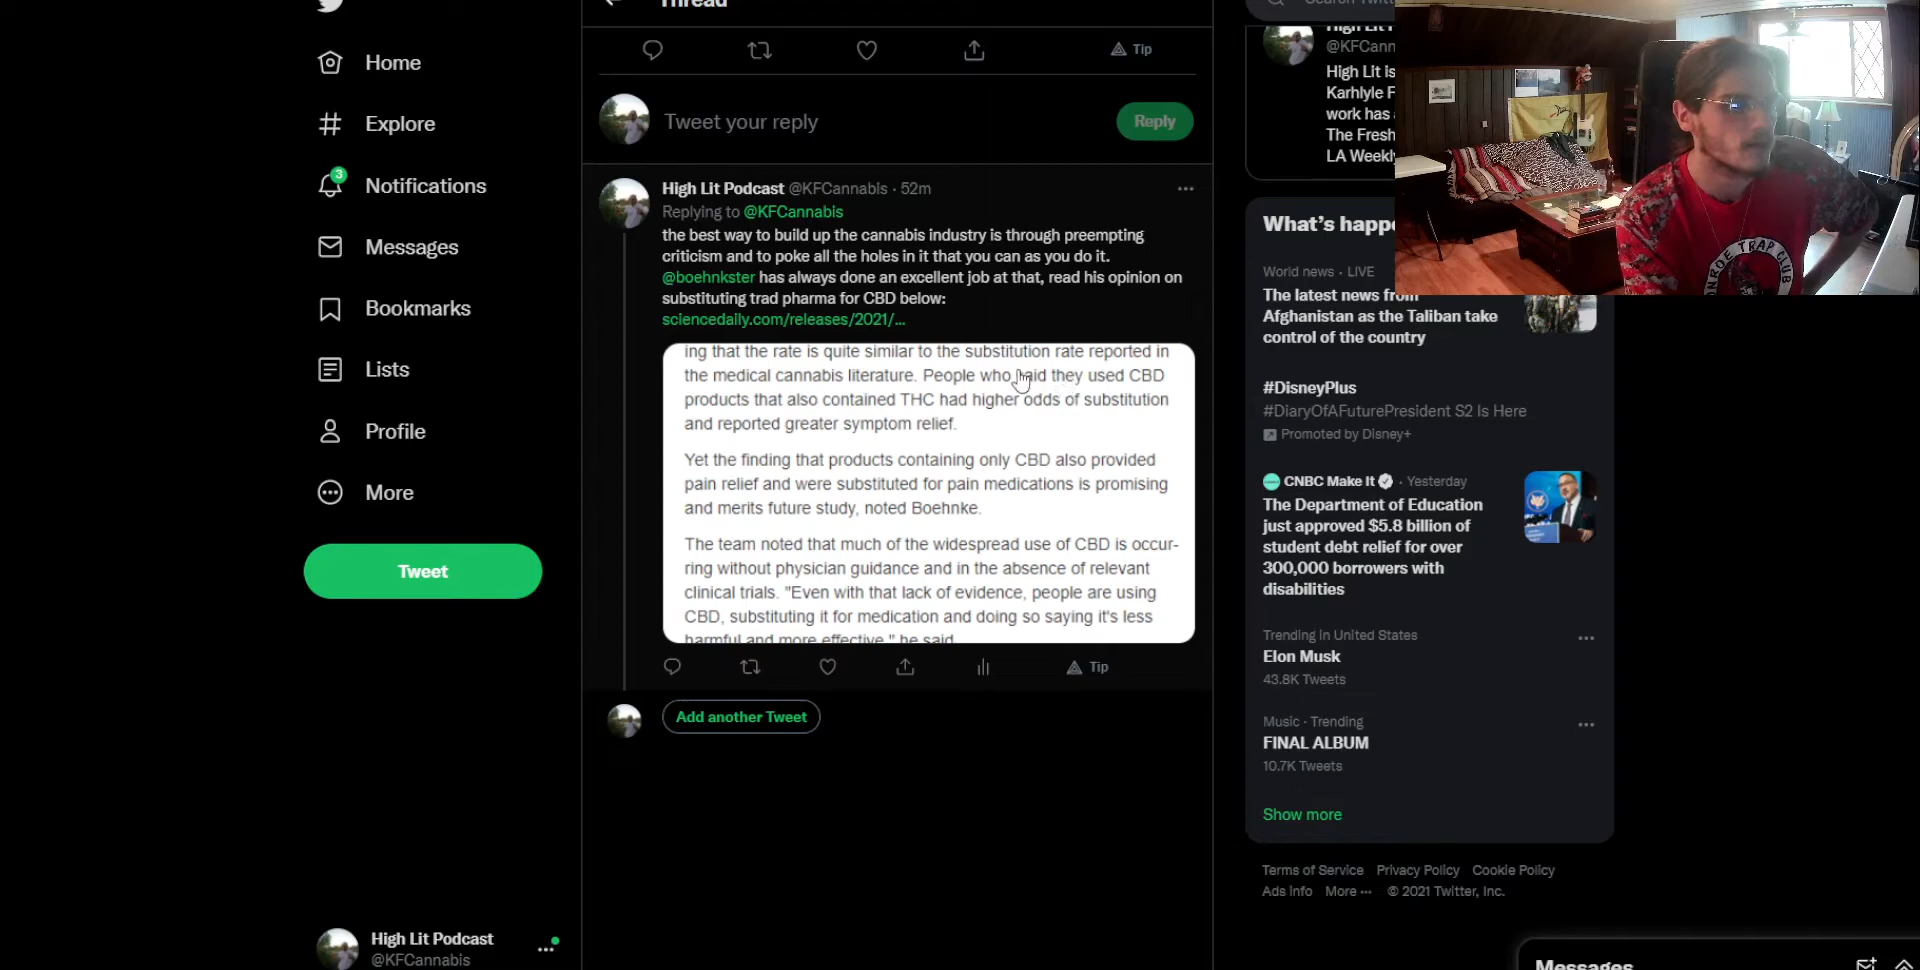 Thread
Search Twitt
Home
Tip
Explore
Tweet your reply
Reply
3
Notifications
Messages
Bookmarks
Lists
Profile
More
Tweet
High Lit Podcast @KFCannabis · 52m
Replying to @KFCannabis
the best way to build up the cannabis industry is through preempting
criticism and to poke all the holes in it that you can as you do it.
@boehnkster has always done an excellent job at that, read his opinion on
substituting trad pharma for CBD below:
sciencedaily.com/releases/2021/...
ing that the rate is quite similar to the substitution rate reported in
the medical cannabis literature. People who said they used CBD
products that also contained THC had higher odds of substitution
and reported greater symptom relief.
Yet the finding that products containing only CBD also provided
pain relief and were substituted for pain medications is promising
and merits future study, noted Boehnke.
The team noted that much of the widespread use of CBD is occur-
ring without physician guidance and in the absence of relevant
clinical trials. "Even with that lack of evidence, people are using
CBD, substituting it for medication and doing so saying it's less
harmful and more effective," he said.
Tip
Add another Tweet
High Lit Podcast
@KFCannabis
High Lit
@KFCann
High Lit is
Karhlyle F
work has
The Fresh
LA Weekly
What's happe
World news · LIVE
The latest news from
Afghanistan as the Taliban take
control of the country
#DisneyPlus
#DiaryOfAFuturePresident S2 Is Here
Promoted by Disney+
CNBC Make It · Yesterday
The Department of Education
just approved $5.8 billion of
student debt relief for over
300,000 borrowers with
disabilities
Trending in United States
Elon Musk
43.8K Tweets
Music · Trending
FINAL ALBUM
10.7K Tweets
Show more
Terms of Service Privacy Policy Cookie Policy
Ads info More ··· © 2021 Twitter, Inc.
Messages
TRAP CLUB